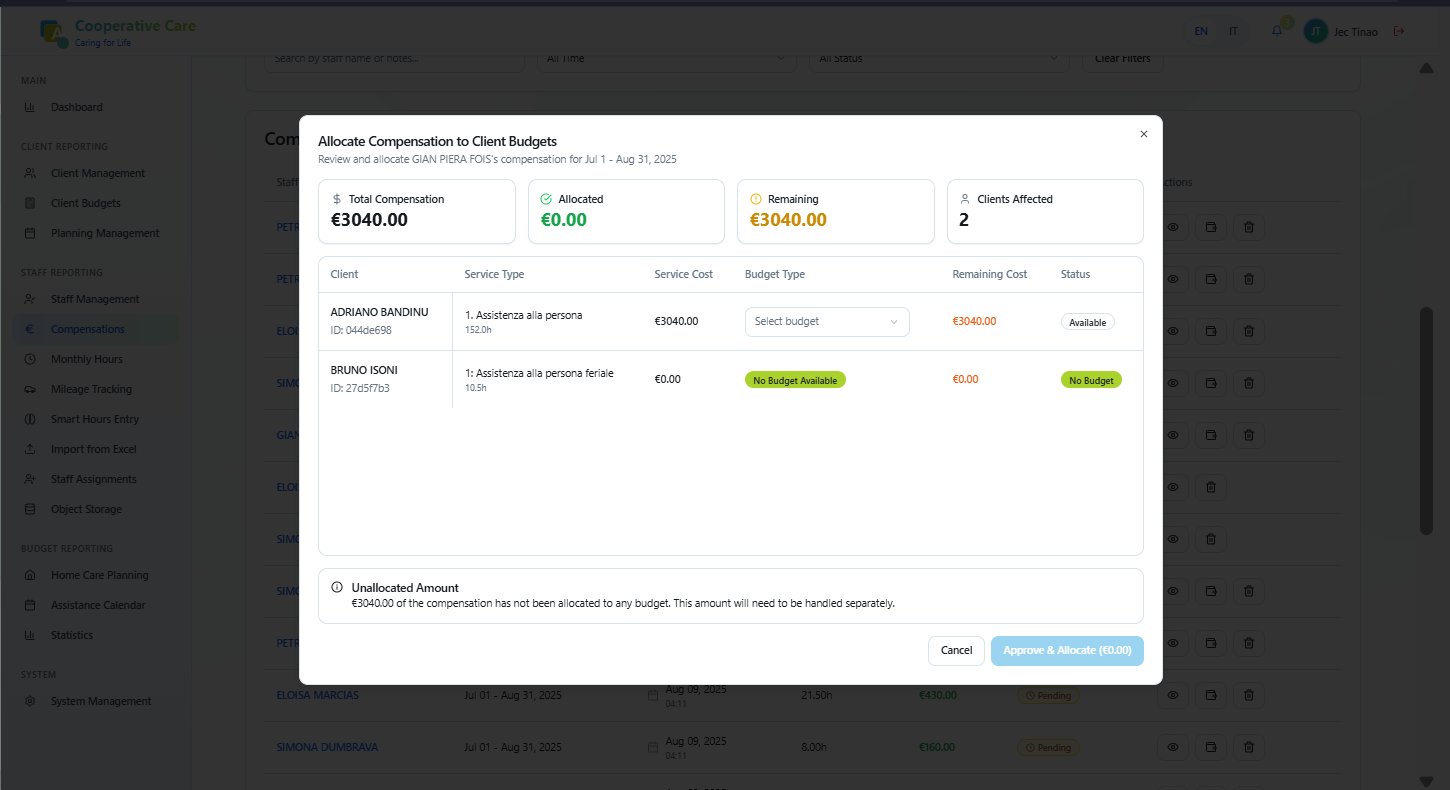 Cooperative Care
Caring for Life
EN
IT
JT
Jec Tinao
Search by staff name or notes...
All Time
All Status
Clear Filters
MAIN
Dashboard
CLIENT REPORTING
Client Management
Client Budgets
Planning Management
STAFF REPORTING
Staff Management
Compensations
Monthly Hours
Mileage Tracking
Smart Hours Entry
Import from Excel
Staff Assignments
Object Storage
BUDGET REPORTING
Home Care Planning
Assistance Calendar
Statistics
SYSTEM
System Management
Com
Staff
ctions
PETR
PETR
ELOI
SIMO
GIAN
ELOI
SIMO
SIMO
PETR
Allocate Compensation to Client Budgets
Review and allocate GIAN PIERA FOIS's compensation for Jul 1 - Aug 31, 2025
Total Compensation
€3040.00
Allocated
€0.00
Remaining
€3040.00
Clients Affected
2
Client Service Type Service Cost Budget Type Remaining Cost Status
ADRIANO BANDINU
ID: 044de698
1. Assistenza alla persona
152.0h
€3040.00
Select budget
€3040.00
Available
BRUNO ISONI
ID: 27d5f7b3
1: Assistenza alla persona feriale
10.5h
€0.00
No Budget Available
€0.00
No Budget
Unallocated Amount
€3040.00 of the compensation has not been allocated to any budget. This amount will need to be handled separately.
Cancel
Approve & Allocate (€0.00)
ELOISA MARCIAS Jul 01 - Aug 31, 2025 Aug 09, 2025 21.50h €430.00 Pending
04:11
SIMONA DUMBRAVA Jul 01 - Aug 31, 2025 Aug 09, 2025 8.00h €160.00 Pending
04:11